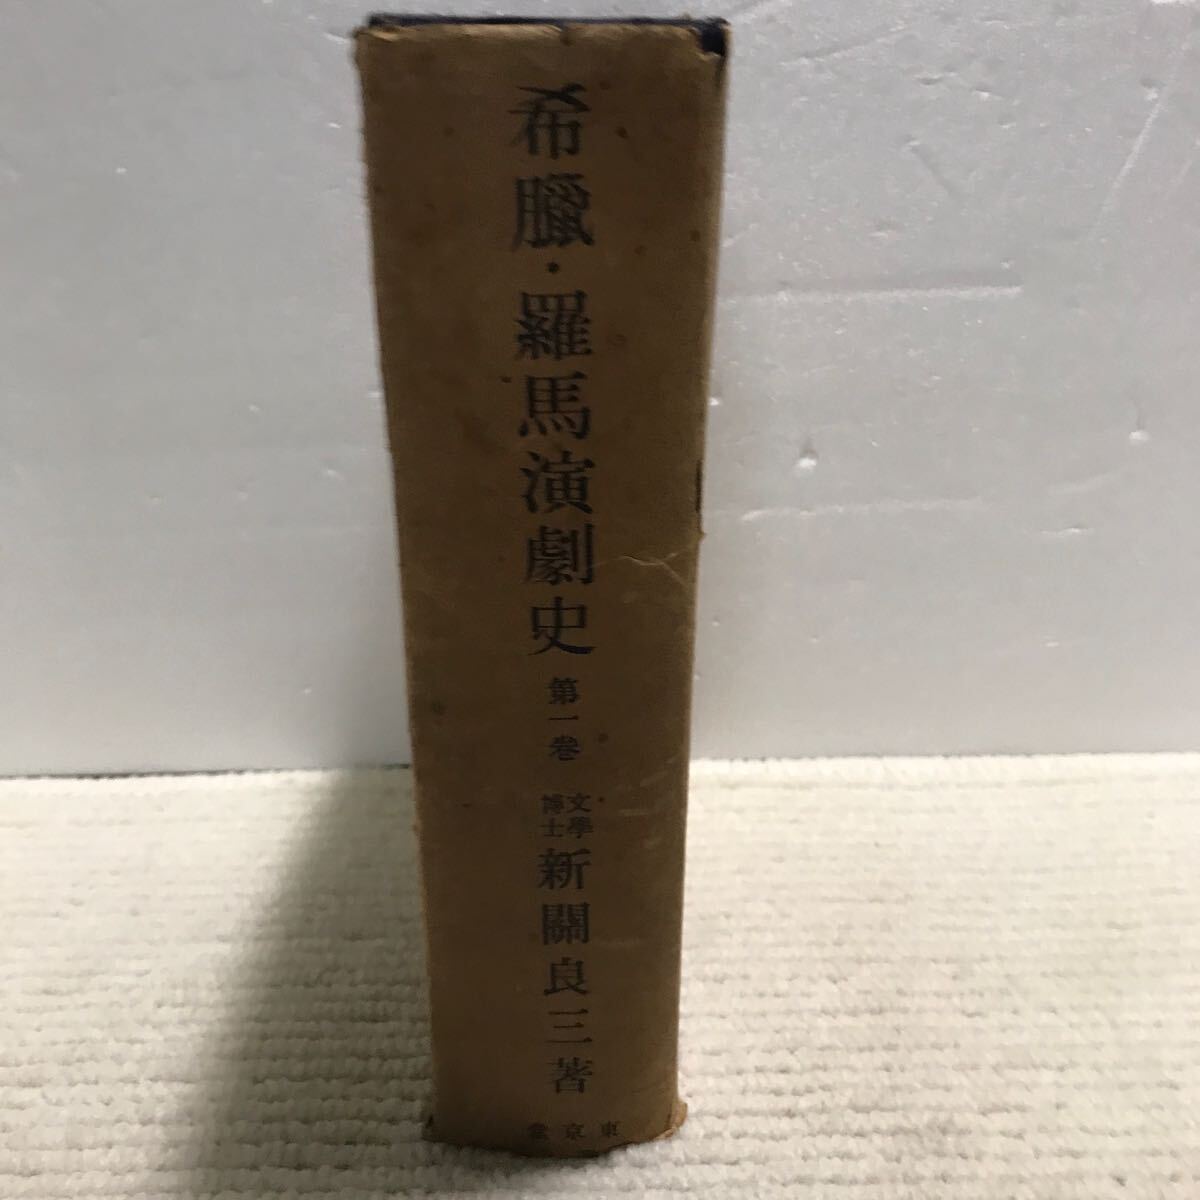 希臘・羅馬演劇史
第一卷
文學
博士
新關良三著
東京堂